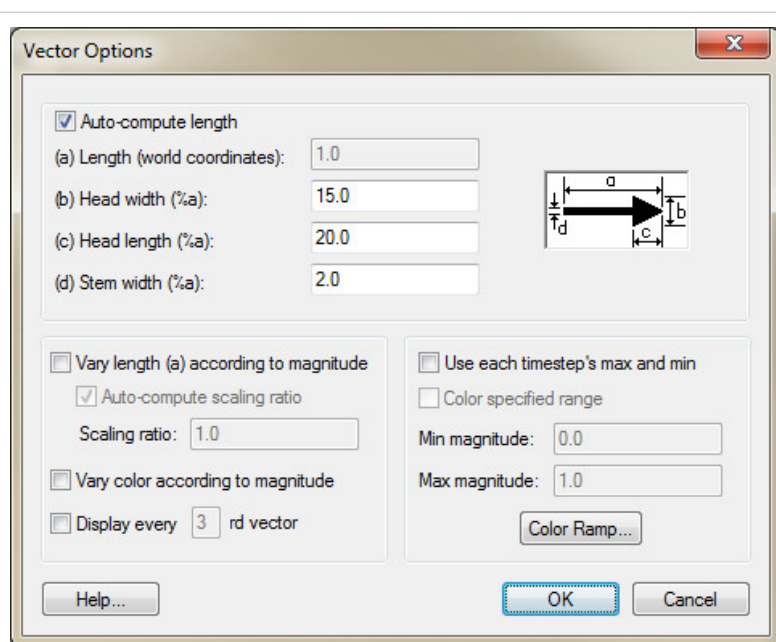 Vector Options
Auto-compute length
(a) Length (world coordinates): 1.0
(b) Head width (%a): 15.0
(c) Head length (%a): 20.0
(d) Stem width (%a): 2.0
a
b
d
c
Vary length (a) according to magnitude
Auto-compute scaling ratio
Scaling ratio: 1.0
Vary color according to magnitude
Display every 3 rd vector
Use each timestep's max and min
Color specified range
Min magnitude: 0.0
Max magnitude: 1.0
Color Ramp...
Help...
OK
Cancel